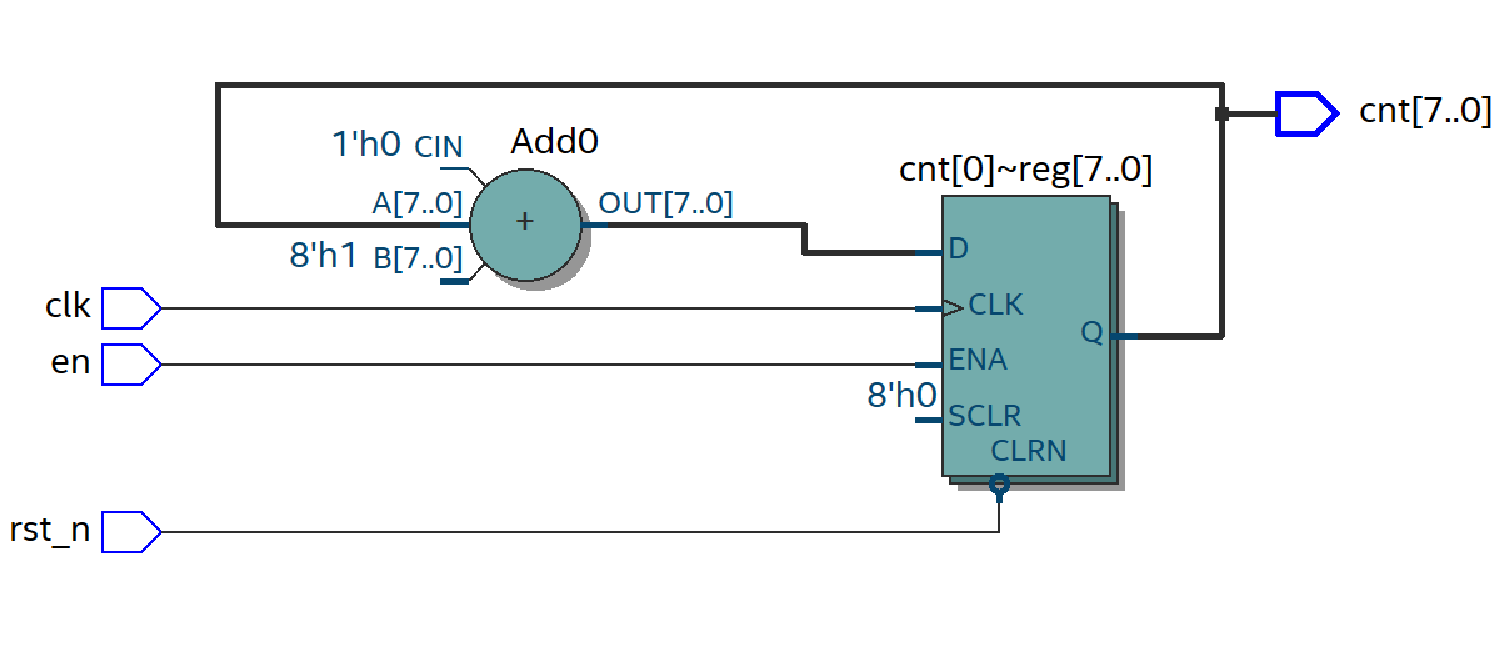 cnt[7..0]
1'h0 CIN
Add0
cnt[0]~reg[7..0]
A[7..0]
+
OUT[7..0]
8'h1 B[7..0]
D
clk
CLK
Q
en
ENA
8'h0
SCLR
CLRN
rst_n